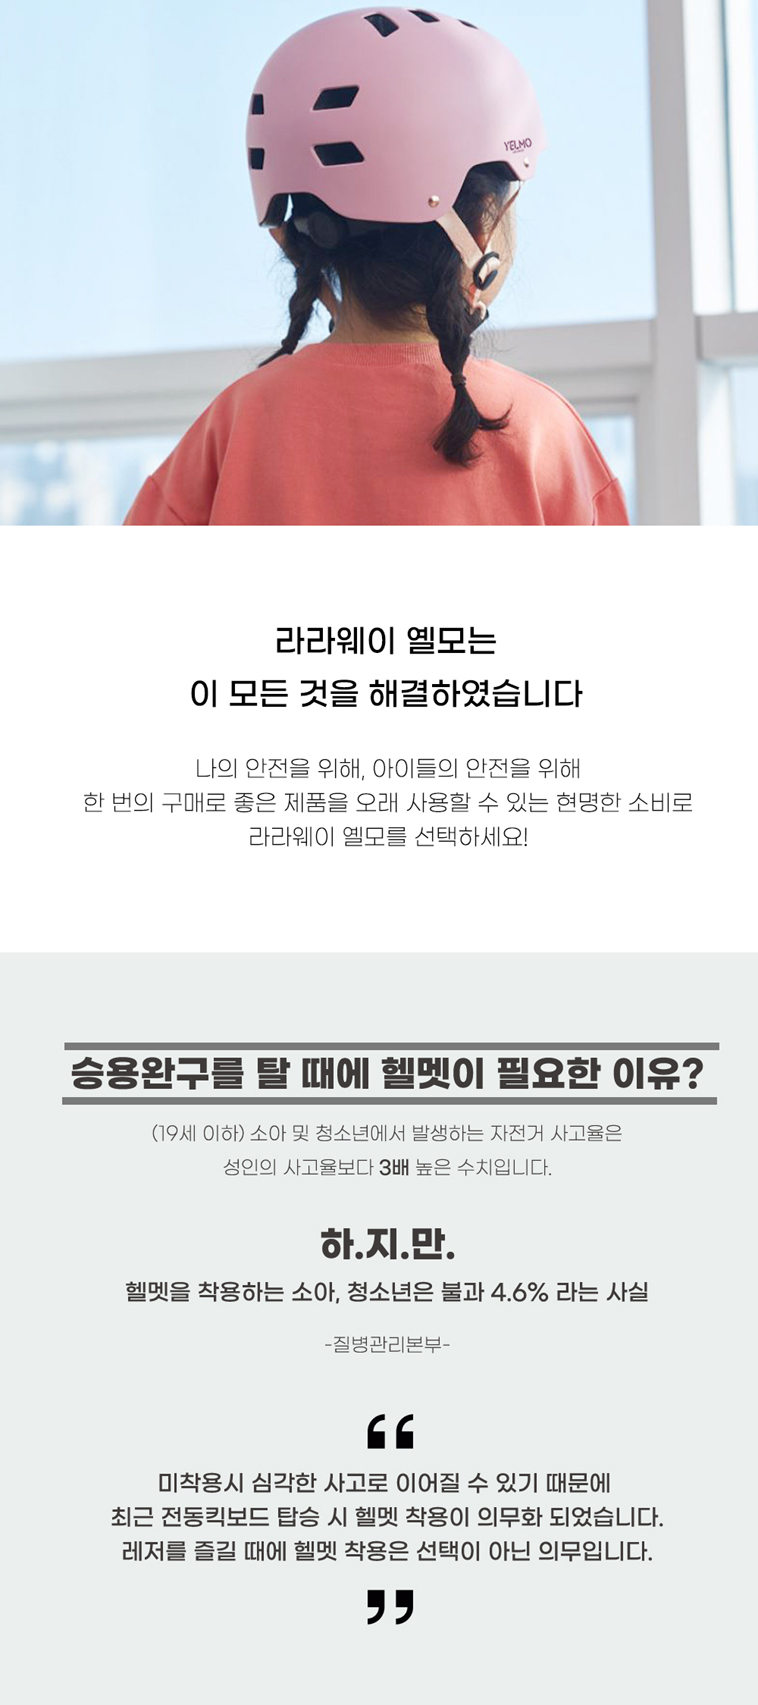 YELMO
라라웨이 옐모는
이 모든 것을 해결하였습니다
나의 안전을 위해, 아이들의 안전을 위해
한 번의 구매로 좋은 제품을 오래 사용할 수 있는 현명한 소비로
라라웨이 옐모를 선택하세요!
승용완구를 탈 때에 헬멧이 필요한 이유?
(19세 이하) 소아 및 청소년에서 발생하는 자전거 사고율은
성인의 사고율보다 3배 높은 수치입니다.
하.지.만.
헬멧을 착용하는 소아, 청소년은 불과 4.6% 라는 사실
-질병관리본부-
“
미착용시 심각한 사고로 이어질 수 있기 때문에
최근 전동킥보드 탑승 시 헬멧 착용이 의무화 되었습니다.
레저를 즐길 때에 헬멧 착용은 선택이 아닌 의무입니다.
”